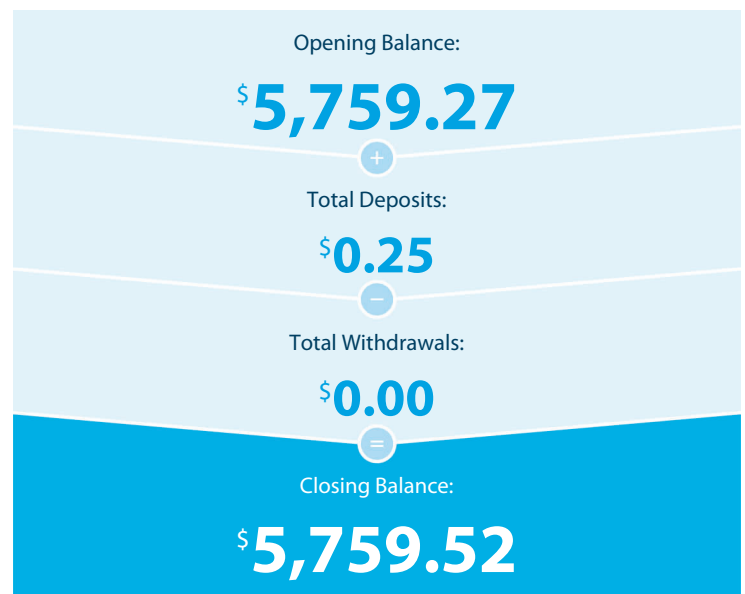 Opening Balance:
$5,759.27
+
Total Deposits:
$0.25
−
Total Withdrawals:
$0.00
=
Closing Balance:
$5,759.52